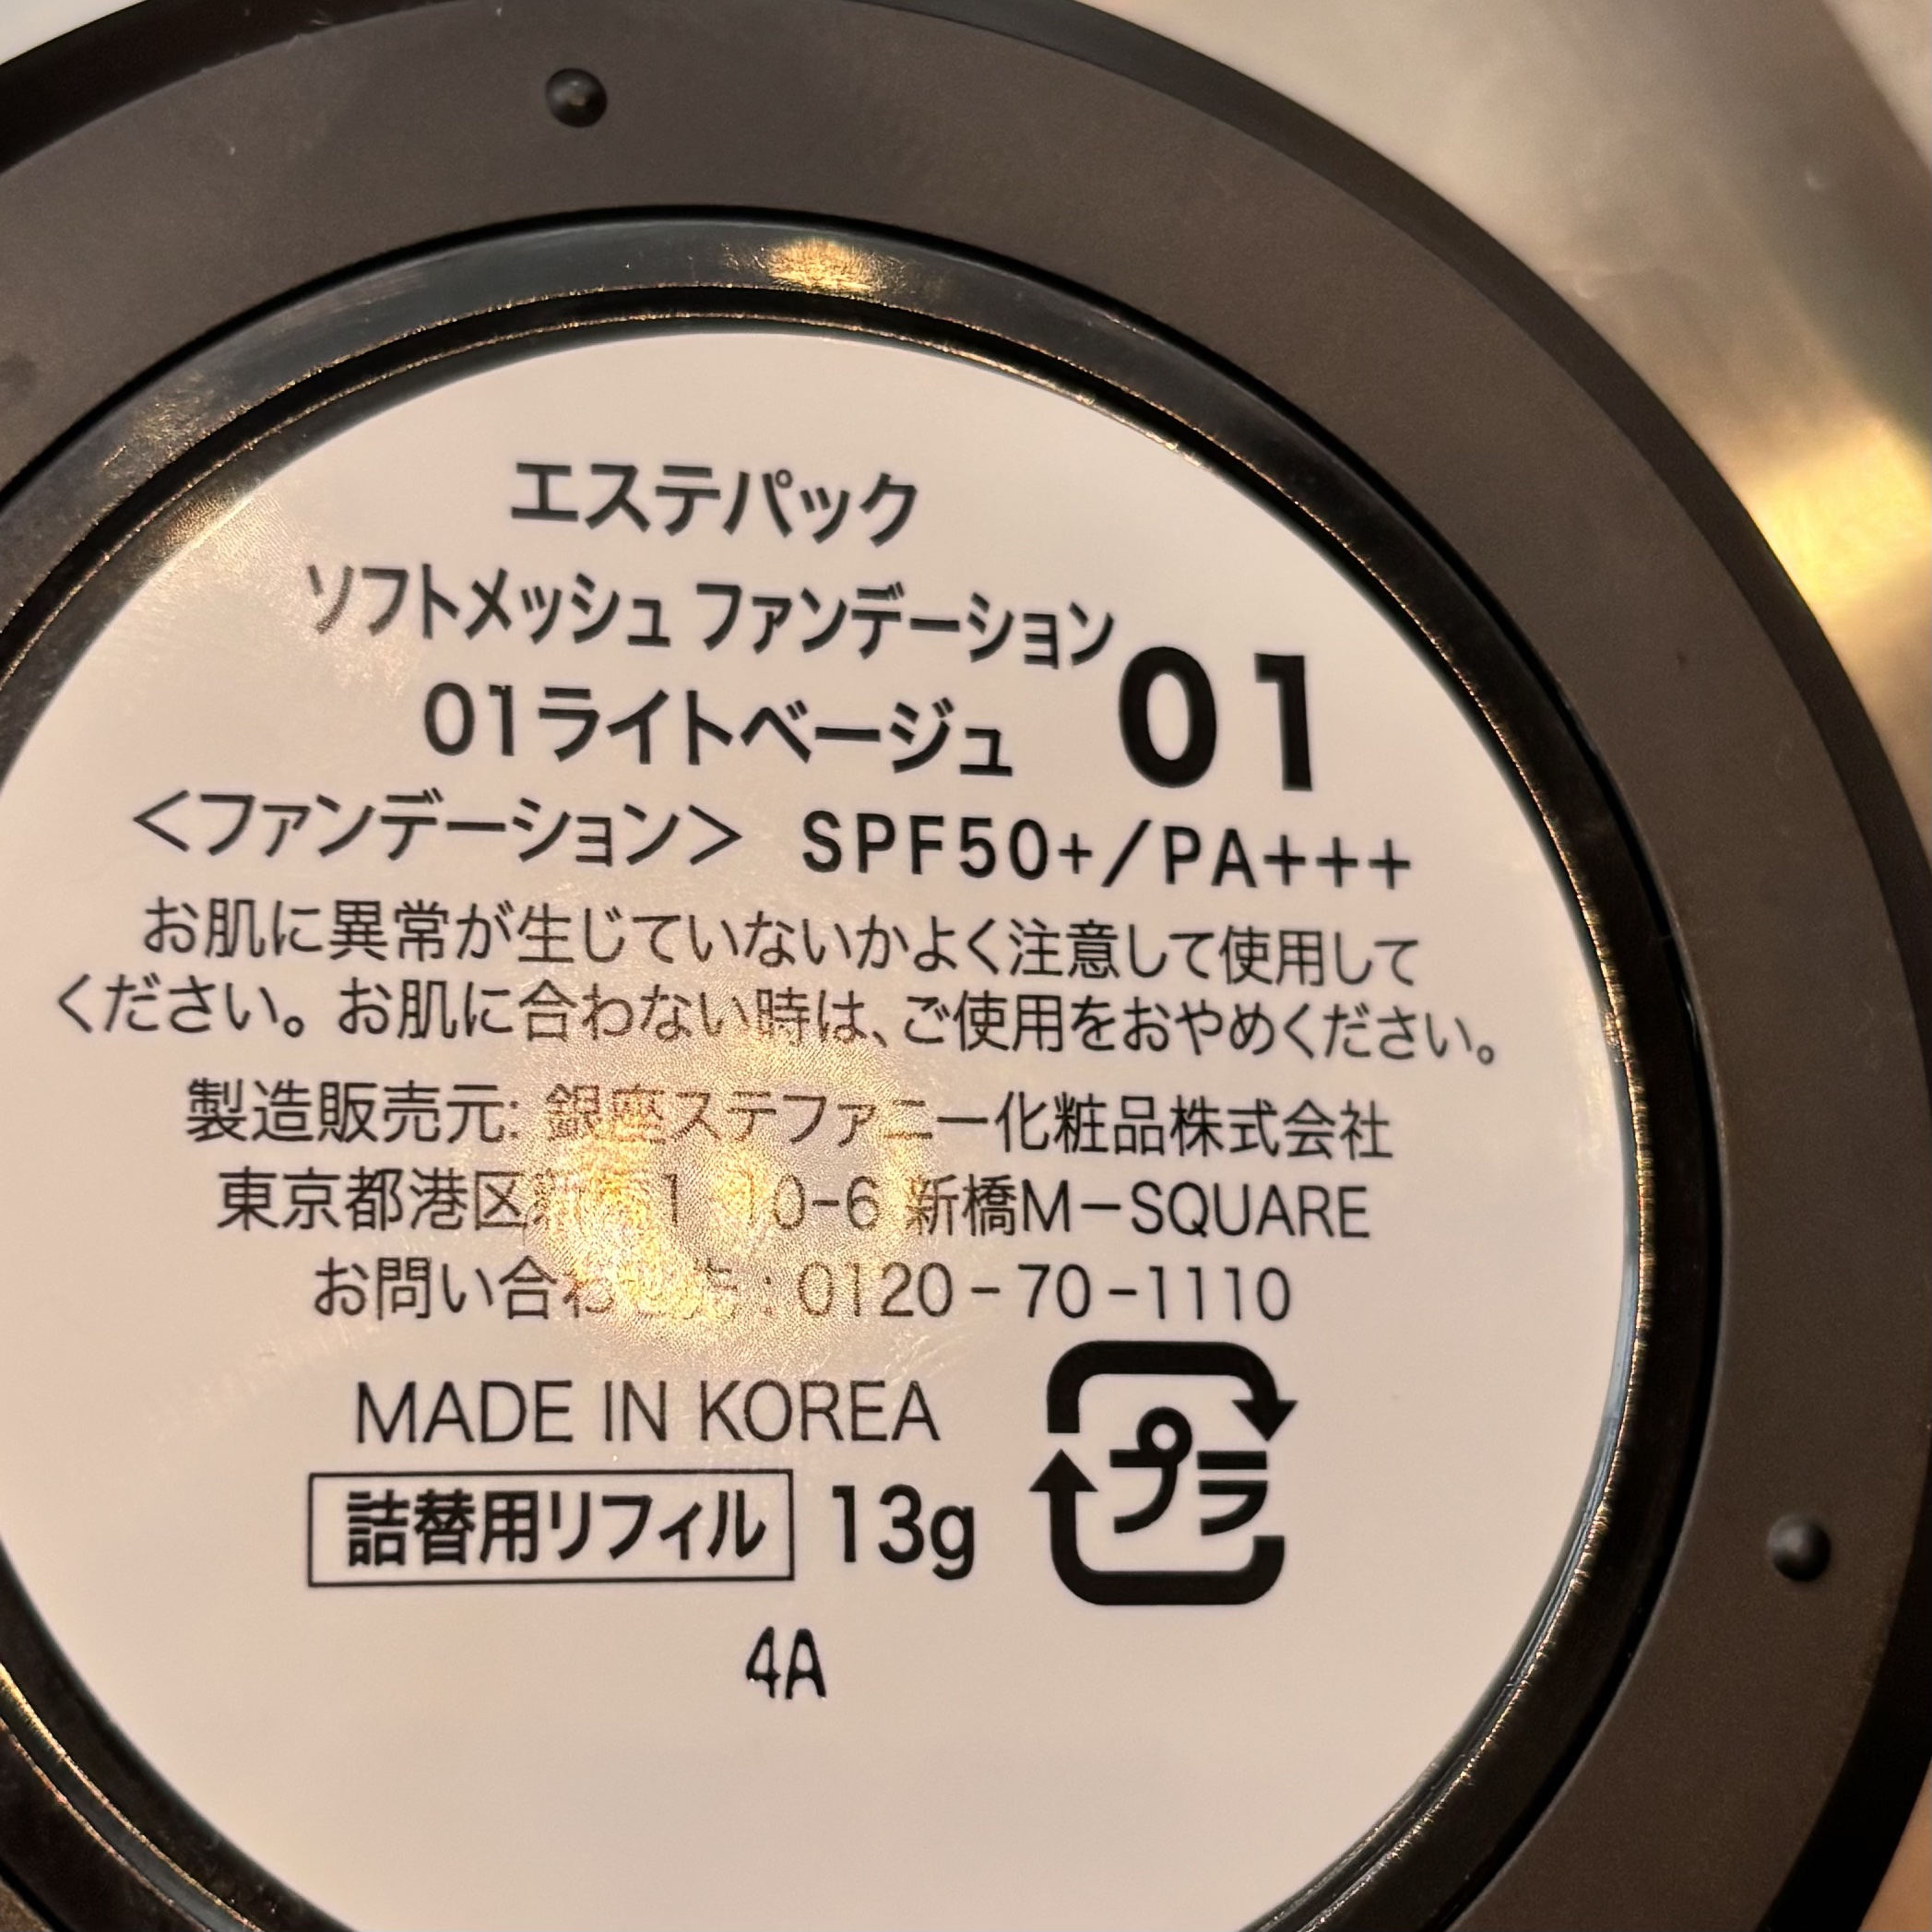 エステパック
ソフトメッシュ ファンデーション
01ライトベージュ 01
<ファンデーション> SPF50+/PA+++
お肌に異常が生じていないかよく注意して使用して
ください。お肌に合わない時は、ご使用をおやめください。
製造販売元: 銀座ステファニー化粧品株式会社
東京都港区新橋1-10-6 新橋M-SQUARE
お問い合わせ先: 0120-70-1110
MADE IN KOREA
詰替用リフィル 13g
プラ
4A